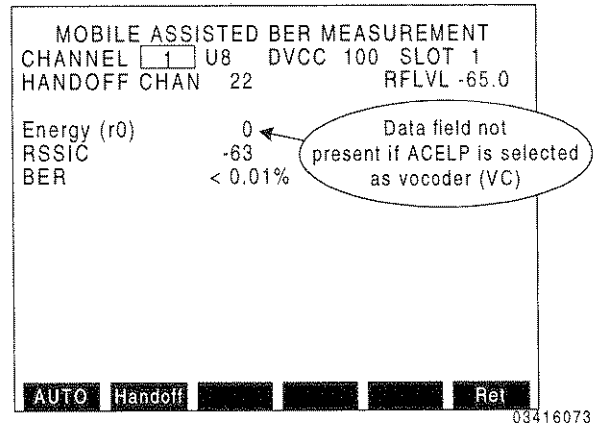 MOBILE ASSISTED BER MEASUREMENT
CHANNEL 1 U8 DVCC 100 SLOT 1
HANDOFF CHAN 22 RFLVL -65.0
Energy (r0) 0
RSSIC -63
BER < 0.01%
Data field not
present if ACELP is selected
as vocoder (VC)
AUTO Handoff Ret
03416073